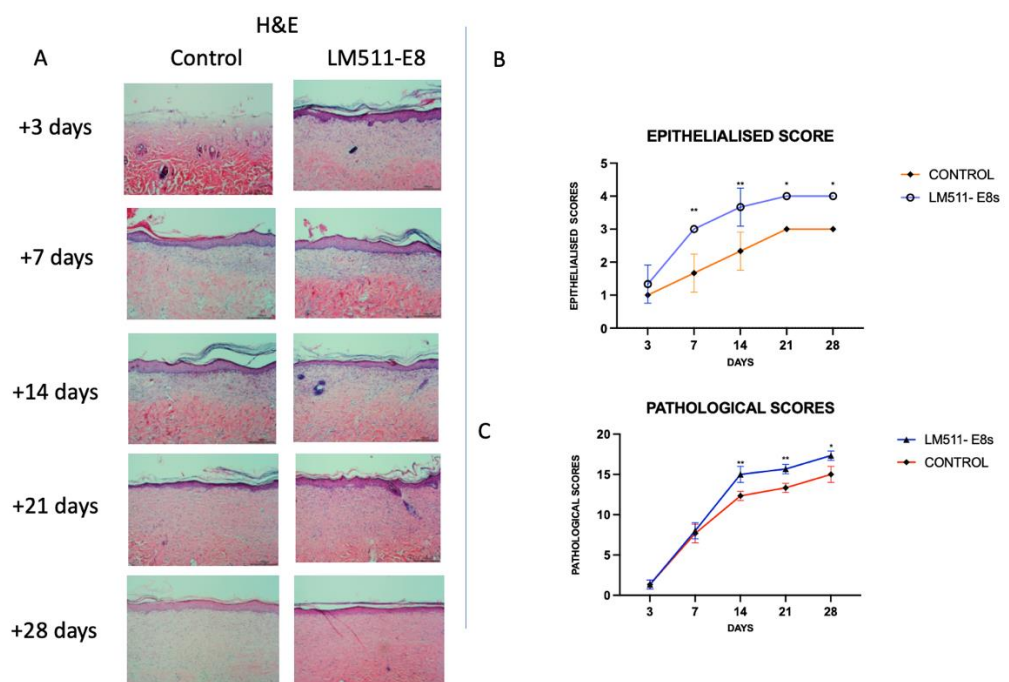 H&E
A
Control
LM511-E8
+3 days
+7 days
+14 days
+21 days
+28 days
B
EPITHELIALISED SCORE
EPITHELIALISED SCORES
5
4
3
2
1
0
** ** * *
3 7 14 21 28
DAYS
CONTROL
LM511- E8s
C
PATHOLOGICAL SCORES
PATHOLOGICAL SCORES
20
15
10
5
0
** ** *
3 7 14 21 28
DAYS
LM511- E8s
CONTROL